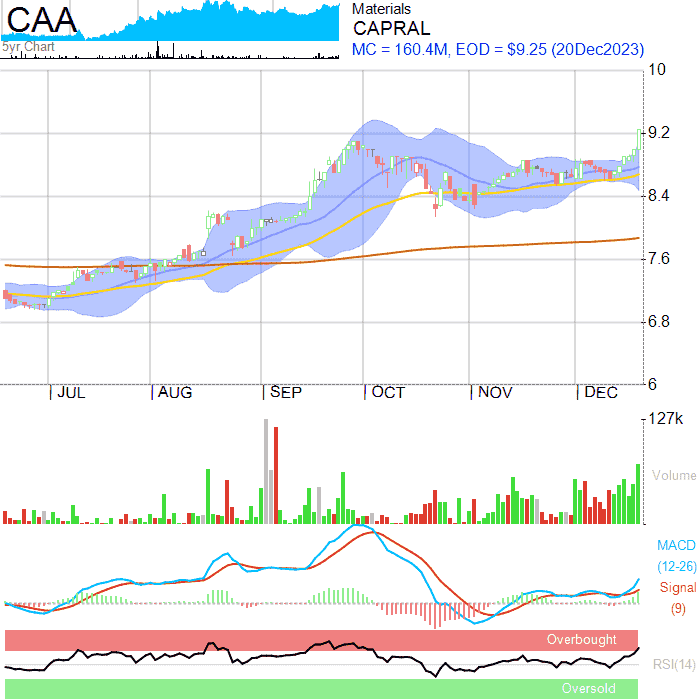 CAA
5yr Chart
Materials
CAPRAL
MC = 160.4M, EOD = $9.25 (20Dec2023)
10
9.2
8.4
7.6
6.8
6
JUL AUG SEP OCT NOV DEC
127k
Volume
MACD
(12-26)
Signal
(9)
Overbought
RSI(14)
Oversold